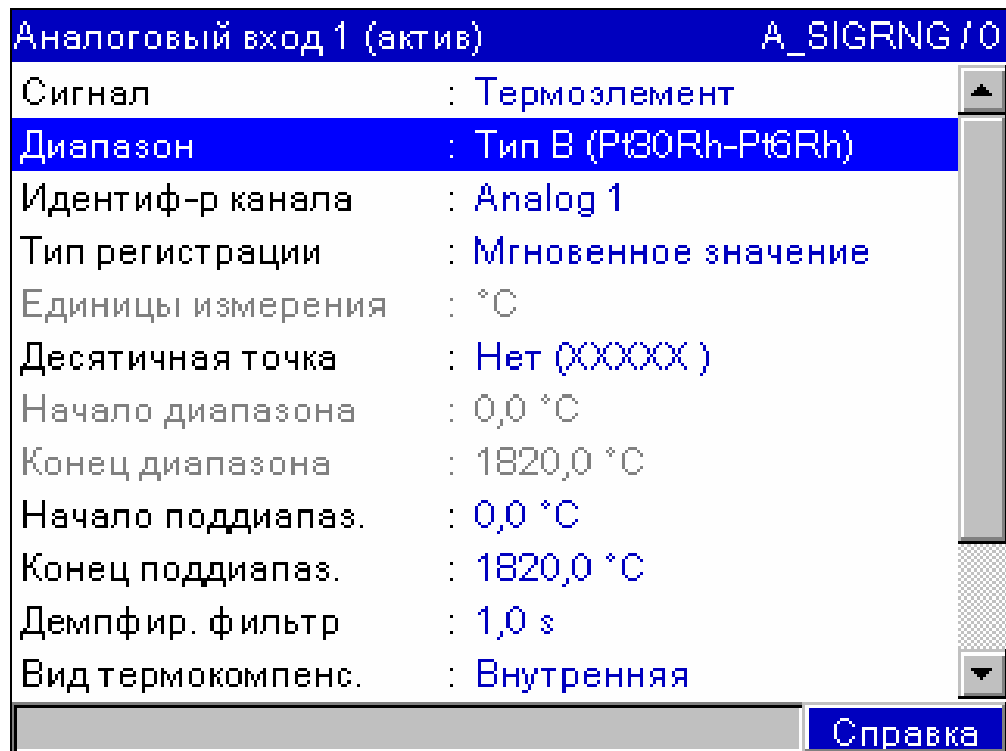 Аналоговый вход 1 (актив) A_SIGRNG / 0
Сигнал : Термоэлемент
Диапазон : Тип B (Pt30Rh-Pt6Rh)
Идентиф-р канала : Analog 1
Тип регистрации : Мгновенное значение
Единицы измерения : °C
Десятичная точка : Нет (XXXXX )
Начало диапазона : 0,0 °C
Конец диапазона : 1820,0 °C
Начало поддиапаз. : 0,0 °C
Конец поддиапаз. : 1820,0 °C
Демпфир. фильтр : 1,0 s
Вид термокомпенс. : Внутренняя
Справка